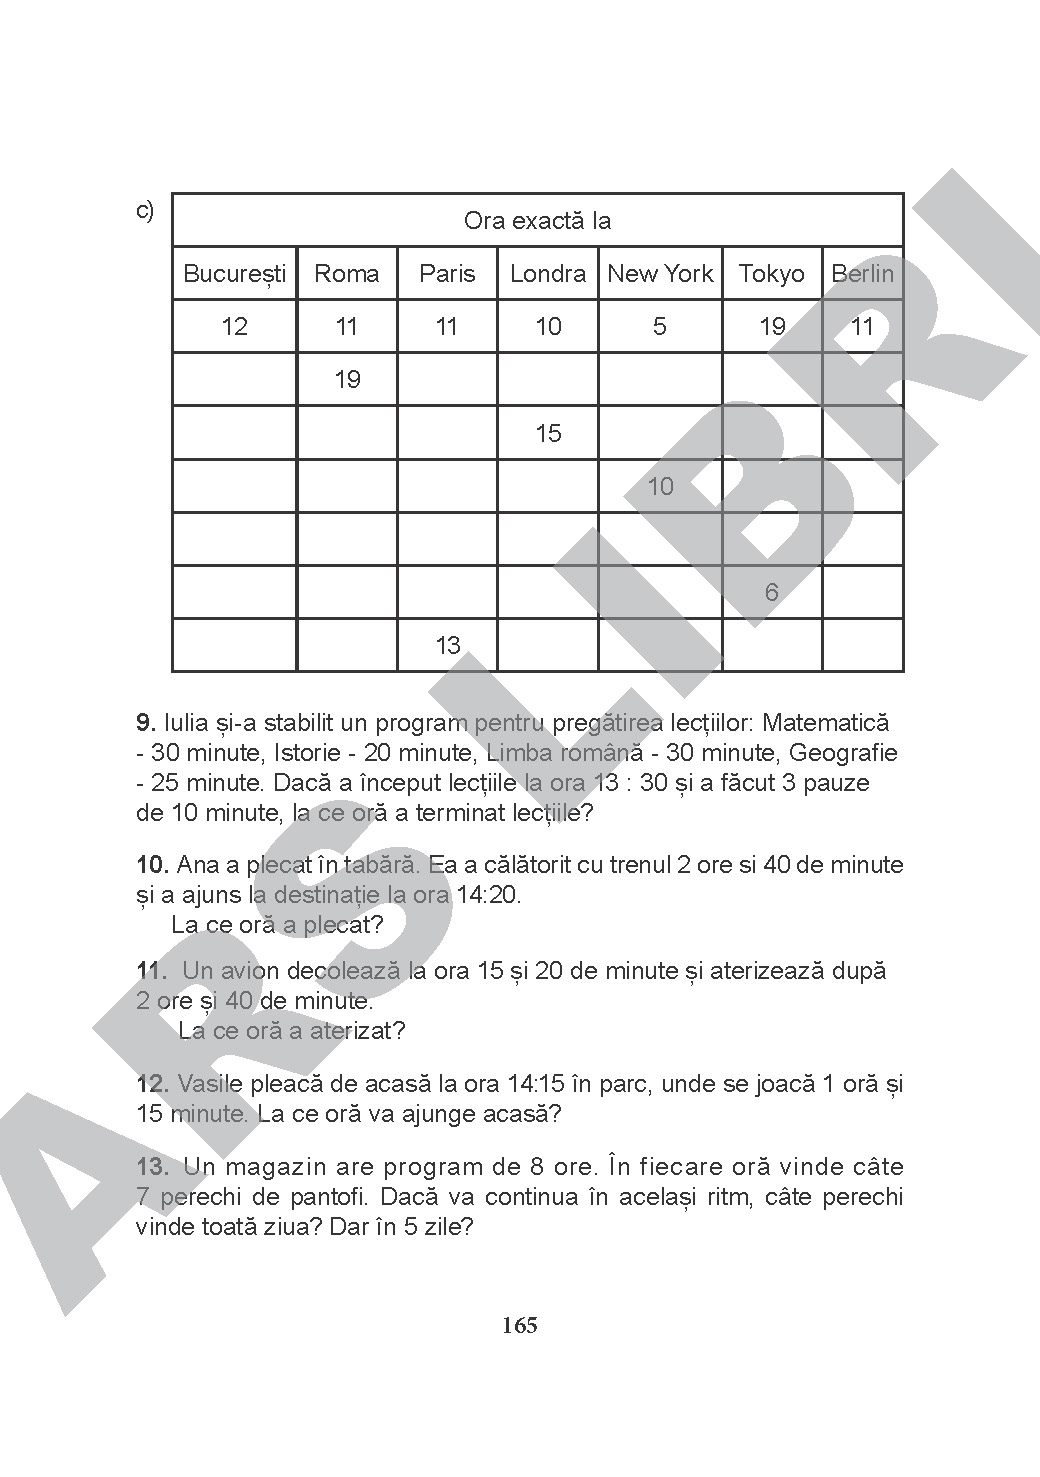 c)
Ora exactă la
București Roma Paris Londra New York Tokyo Berlin
12 11 11 10 5 19 11
19
15
10
6
13
9. Iulia și-a stabilit un program pentru pregătirea lecțiilor: Matematică
- 30 minute, Istorie - 20 minute, Limba română - 30 minute, Geografie
- 25 minute. Dacă a început lecțiile la ora 13 : 30 și a făcut 3 pauze
de 10 minute, la ce oră a terminat lecțiile?
10. Ana a plecat în tabără. Ea a călătorit cu trenul 2 ore si 40 de minute
și a ajuns la destinație la ora 14:20.
La ce oră a plecat?
11. Un avion decolează la ora 15 și 20 de minute și aterizează după
2 ore și 40 de minute.
La ce oră a aterizat?
12. Vasile pleacă de acasă la ora 14:15 în parc, unde se joacă 1 oră și
15 minute. La ce oră va ajunge acasă?
13. Un magazin are program de 8 ore. În fiecare oră vinde câte
7 perechi de pantofi. Dacă va continua în același ritm, câte perechi
vinde toată ziua? Dar în 5 zile?
165
ARS LIBRI